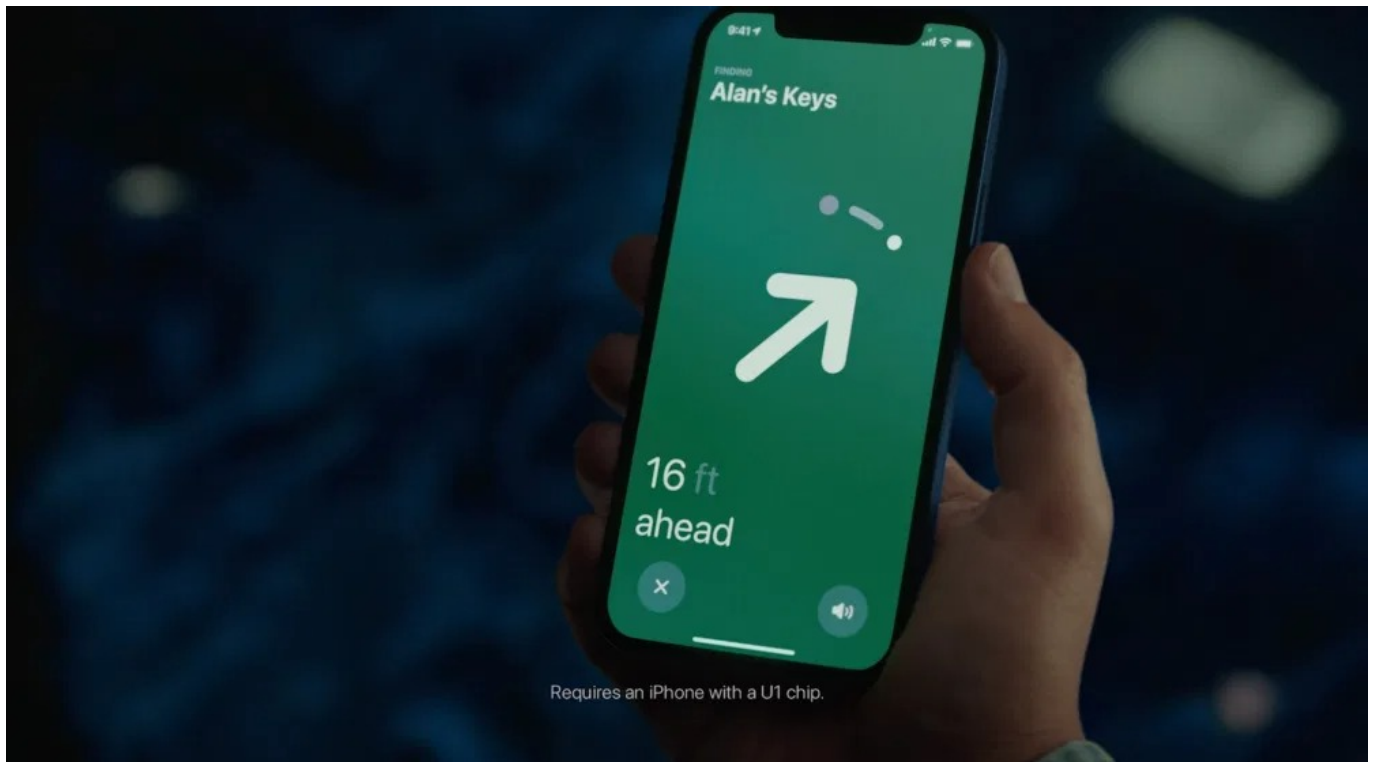 9:41
FINDING
Alan's Keys
16 ft
ahead
Requires an iPhone with a U1 chip.